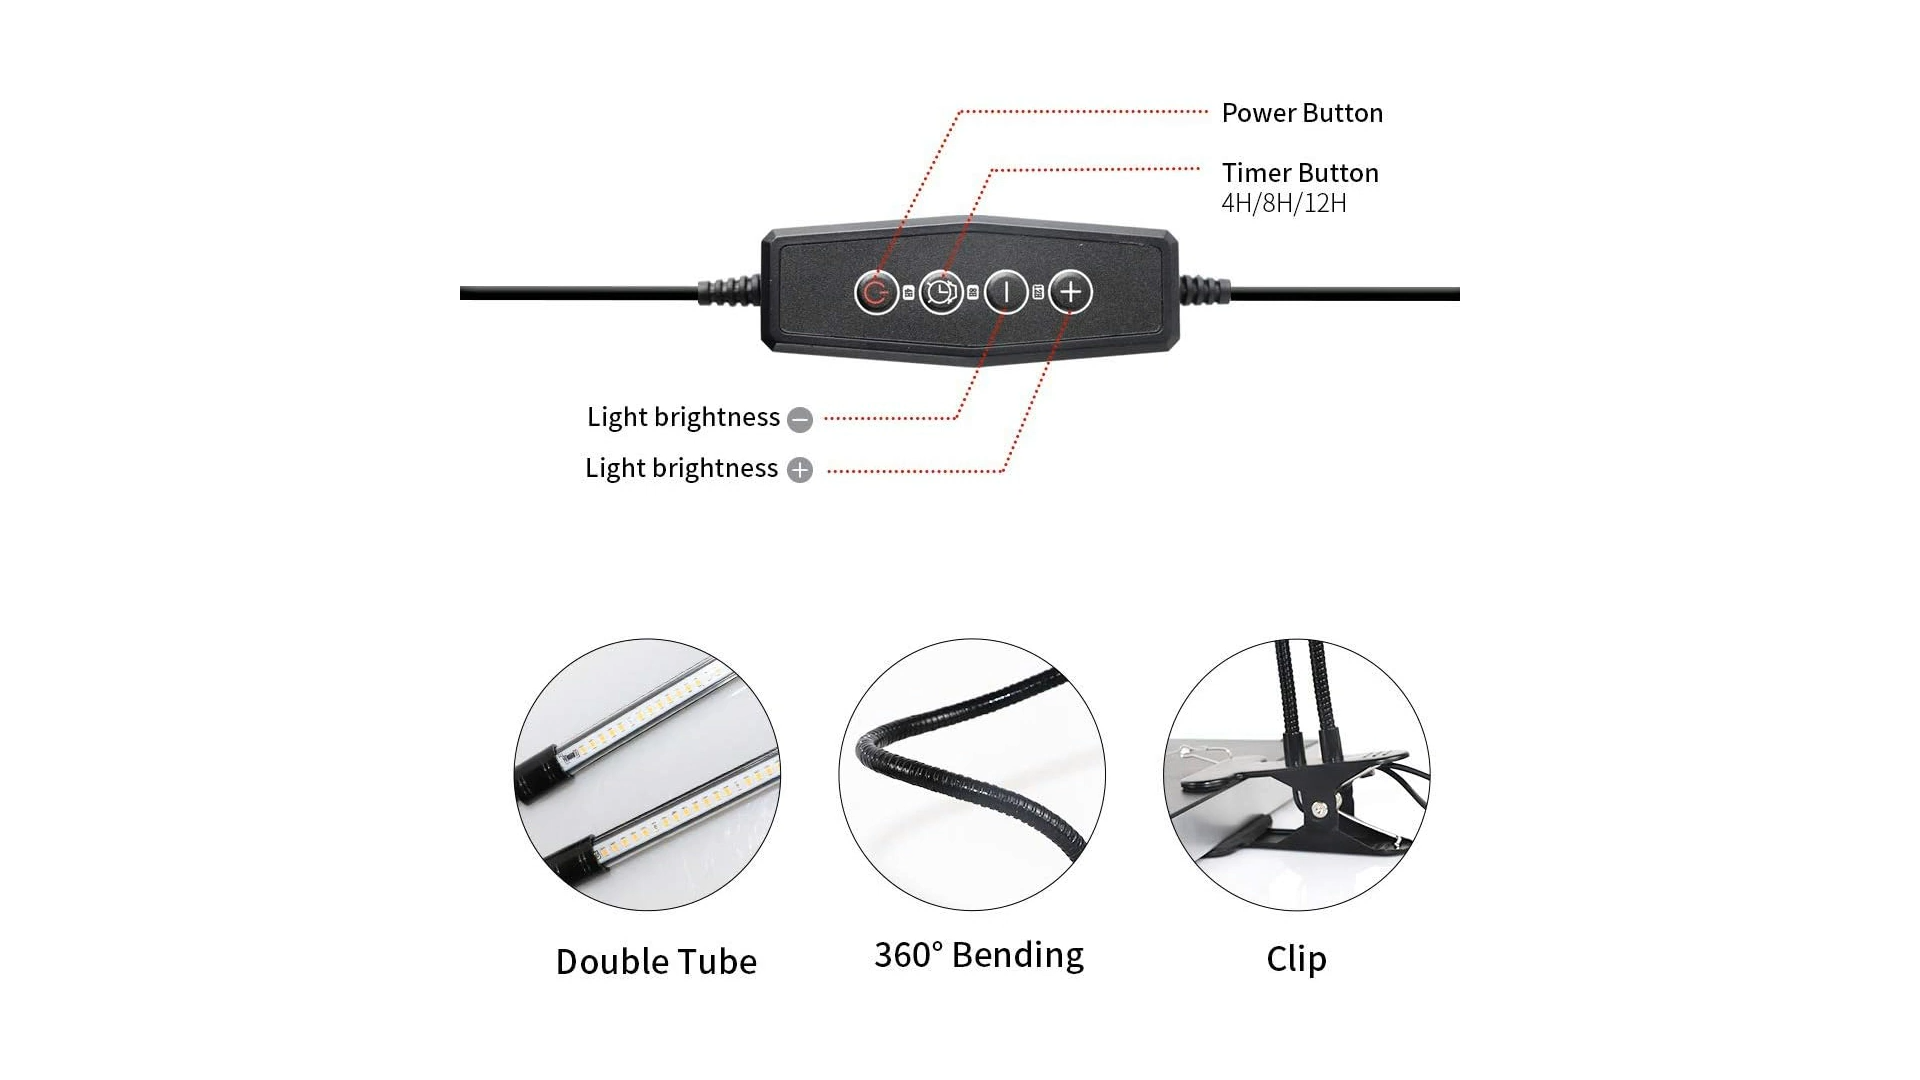 Power Button
Timer Button
4H/8H/12H
Light brightness −
Light brightness +
Double Tube
360° Bending
Clip